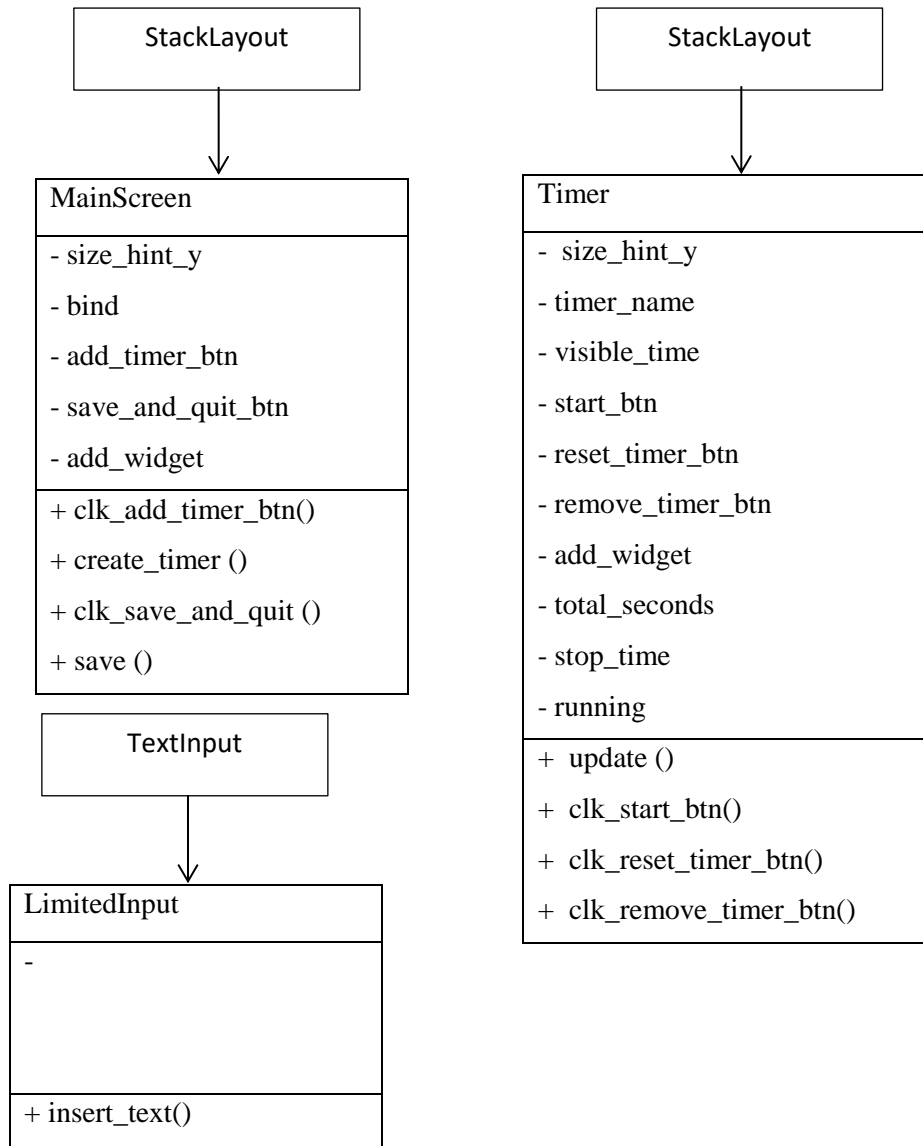 StackLayout
MainScreen
- size_hint_y
- bind
- add_timer_btn
- save_and_quit_btn
- add_widget
+ clk_add_timer_btn()
+ create_timer ()
+ clk_save_and_quit ()
+ save ()
TextInput
LimitedInput
-
+ insert_text()
StackLayout
Timer
-  size_hint_y
- timer_name
- visible_time
- start_btn
- reset_timer_btn
- remove_timer_btn
- add_widget
- total_seconds
- stop_time
- running
+  update ()
+  clk_start_btn()
+  clk_reset_timer_btn()
+  clk_remove_timer_btn()